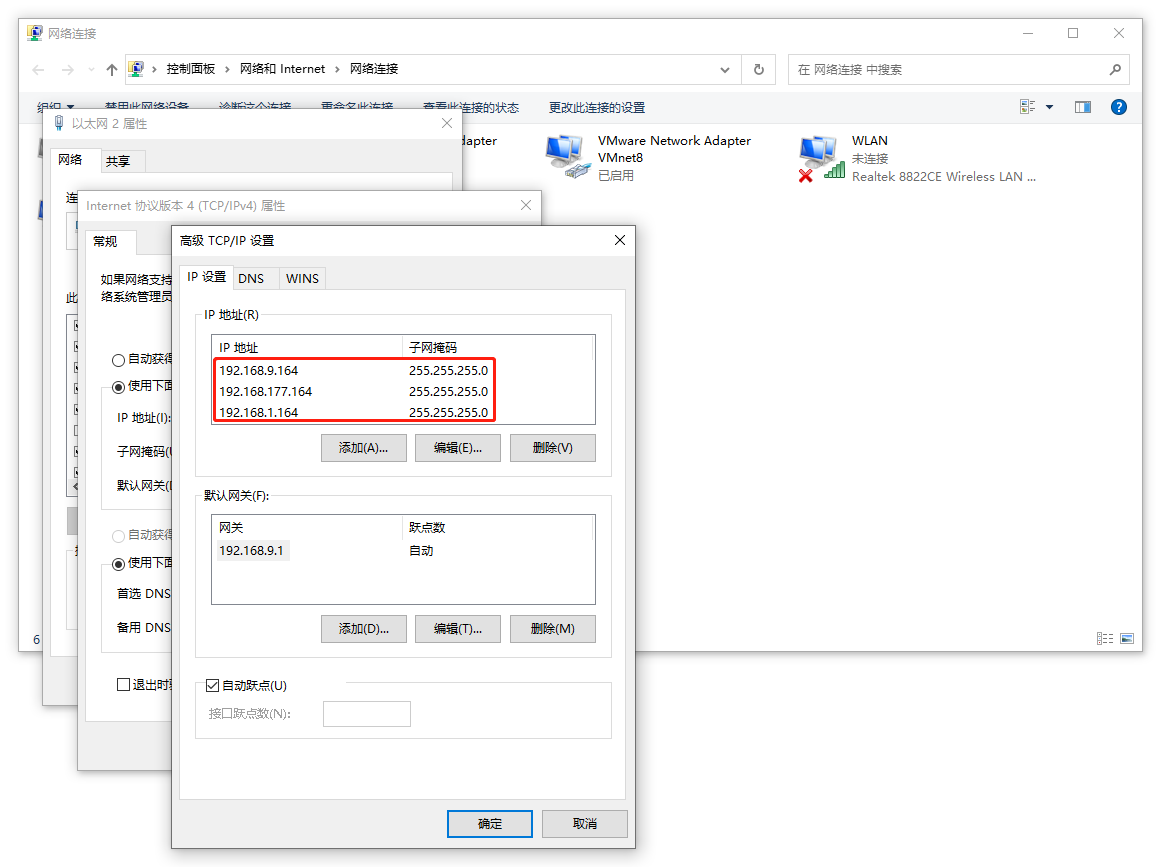 网络连接
控制面板 › 网络和 Internet › 网络连接
在 网络连接 中搜索
组织 禁用此网络设备 诊断这个连接 重命名此连接 查看此连接的状态 更改此连接的设置
VMware Network Adapter
VMnet8
已启用
WLAN
未连接
Realtek 8822CE Wireless LAN ...
6
以太网 2 属性
网络
共享
连
此
Internet 协议版本 4 (TCP/IPv4) 属性
常规
如果网络支持
络系统管理员
自动获得
使用下面
IP 地址(I):
子网掩码(
默认网关(
自动获得
使用下面
首选 DNS
备用 DNS
退出时
高级 TCP/IP 设置
IP 设置
DNS
WINS
IP 地址(R)
IP 地址 子网掩码
192.168.9.164 255.255.255.0
192.168.177.164 255.255.255.0
192.168.1.164 255.255.255.0
添加(A)... 编辑(E)... 删除(V)
默认网关(F):
网关 跃点数
192.168.9.1 自动
添加(D)... 编辑(T)... 删除(M)
自动跃点(U)
接口跃点数(N):
确定 取消